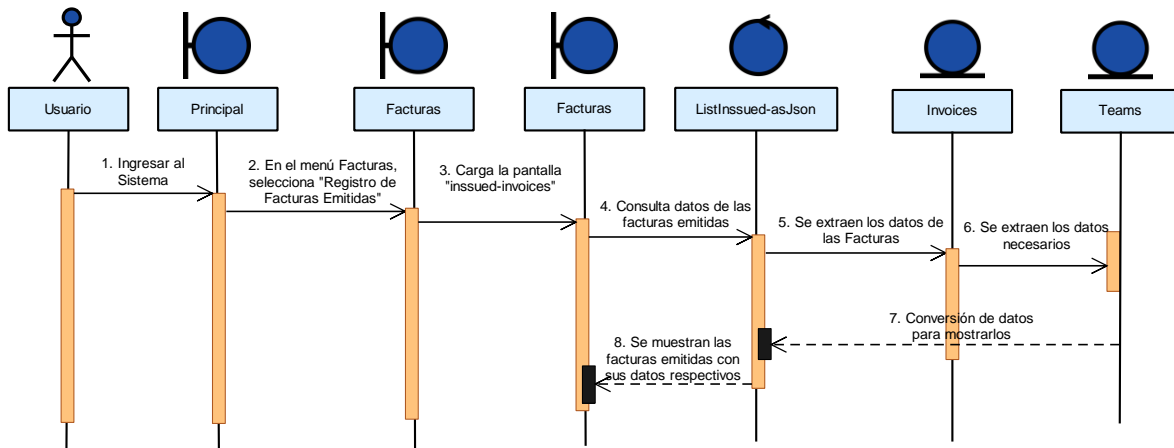 Usuario
Principal
Facturas
Facturas
ListInssued-asJson
Invoices
Teams
1. Ingresar al
Sistema
2. En el menú Facturas,
selecciona "Registro de
Facturas Emitidas"
3. Carga la pantalla
"inssued-invoices"
4. Consulta datos de las
facturas emitidas
5. Se extraen los datos de
las Facturas
6. Se extraen los datos
necesarios
7. Conversión de datos
para mostrarlos
8. Se muestran las
facturas emitidas con
sus datos respectivos